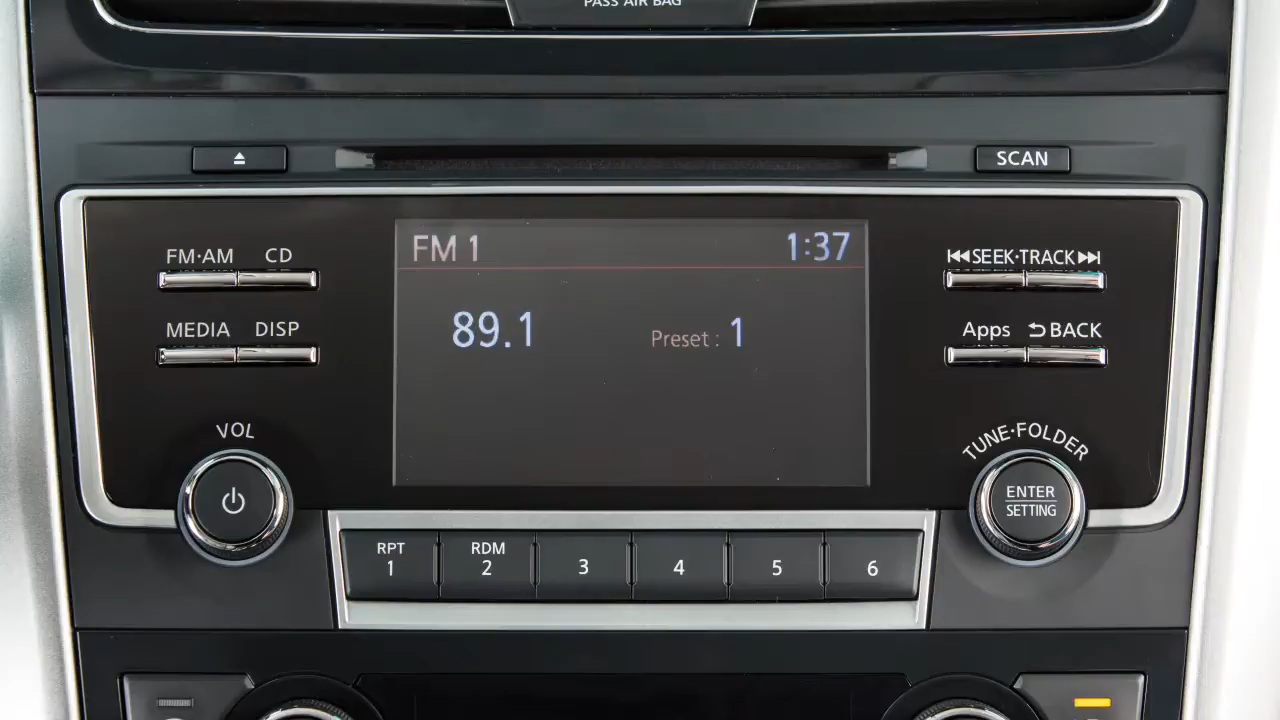 PASS AIR BAG
SCAN
FM·AM CD
MEDIA DISP
VOL
FM 1 1:37
89.1 Preset : 1
SEEK·TRACK
Apps BACK
TUNE·FOLDER
ENTER
SETTING
RPT RDM
1 2 3 4 5 6